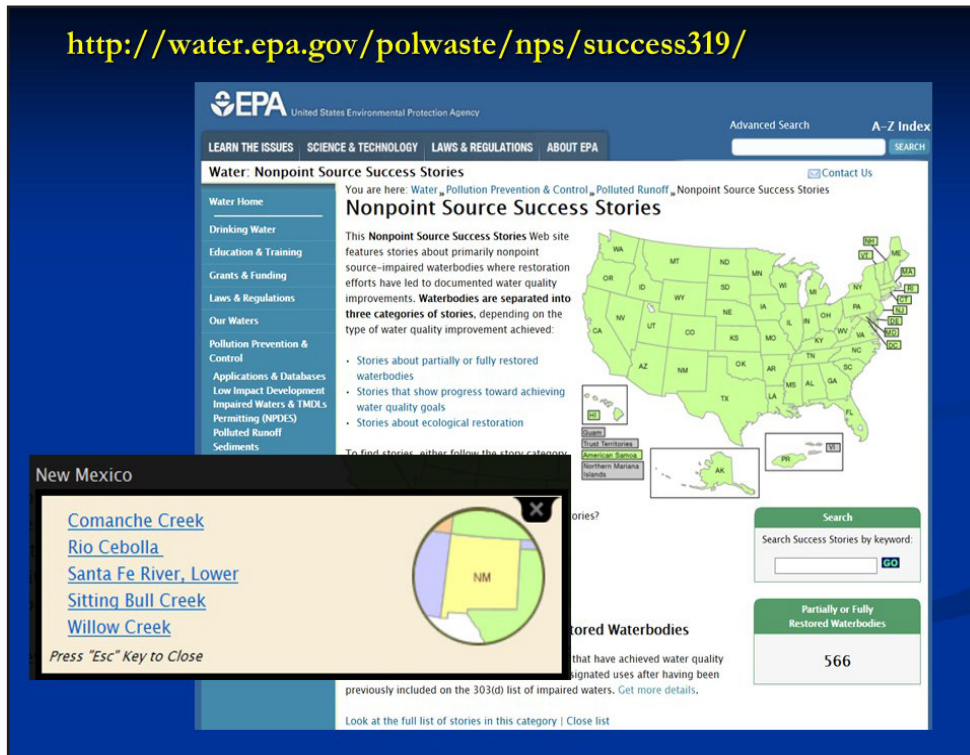 http://water.epa.gov/polwaste/nps/success319/
EPA United States Environmental Protection Agency
Advanced Search
A-Z Index
LEARN THE ISSUES SCIENCE & TECHNOLOGY LAWS & REGULATIONS ABOUT EPA
SEARCH
Water: Nonpoint Source Success Stories
Contact Us
You are here: Water » Pollution Prevention & Control » Polluted Runoff » Nonpoint Source Success Stories
Water Home
Drinking Water
Education & Training
Grants & Funding
Laws & Regulations
Our Waters
Pollution Prevention &
Control
Applications & Databases
Low Impact Development
Impaired Waters & TMDLs
Permitting (NPDES)
Polluted Runoff
Sediments
Nonpoint Source Success Stories
This Nonpoint Source Success Stories Web site
features stories about primarily nonpoint
source-impaired waterbodies where restoration
efforts have led to documented water quality
improvements. Waterbodies are separated into
three categories of stories, depending on the
type of water quality improvement achieved:
· Stories about partially or fully restored
waterbodies
· Stories that show progress toward achieving
water quality goals
· Stories about ecological restoration
To find stories, either follow the story category
WA
MT
ND
MN
OR
ID
WY
SD
WI
MI
NY
VT
NH
ME
MA
RI
CT
NJ
DE
MD
DC
PA
NV
UT
CO
NE
IA
IL
IN
OH
WV
VA
CA
KS
MO
KY
NC
TN
SC
AZ
NM
OK
AR
MS
AL
GA
TX
LA
FL
HI
Guam
Trust Territories
American Samoa
Northern Mariana
Islands
AK
PR
VI
ories?
Search
Search Success Stories by keyword:
GO
Partially or Fully
Restored Waterbodies
566
New Mexico
Comanche Creek
Rio Cebolla
Santa Fe River, Lower
Sitting Bull Creek
Willow Creek
Press "Esc" Key to Close
NM
tored Waterbodies
that have achieved water quality
signated uses after having been
previously included on the 303(d) list of impaired waters. Get more details.
Look at the full list of stories in this category | Close list